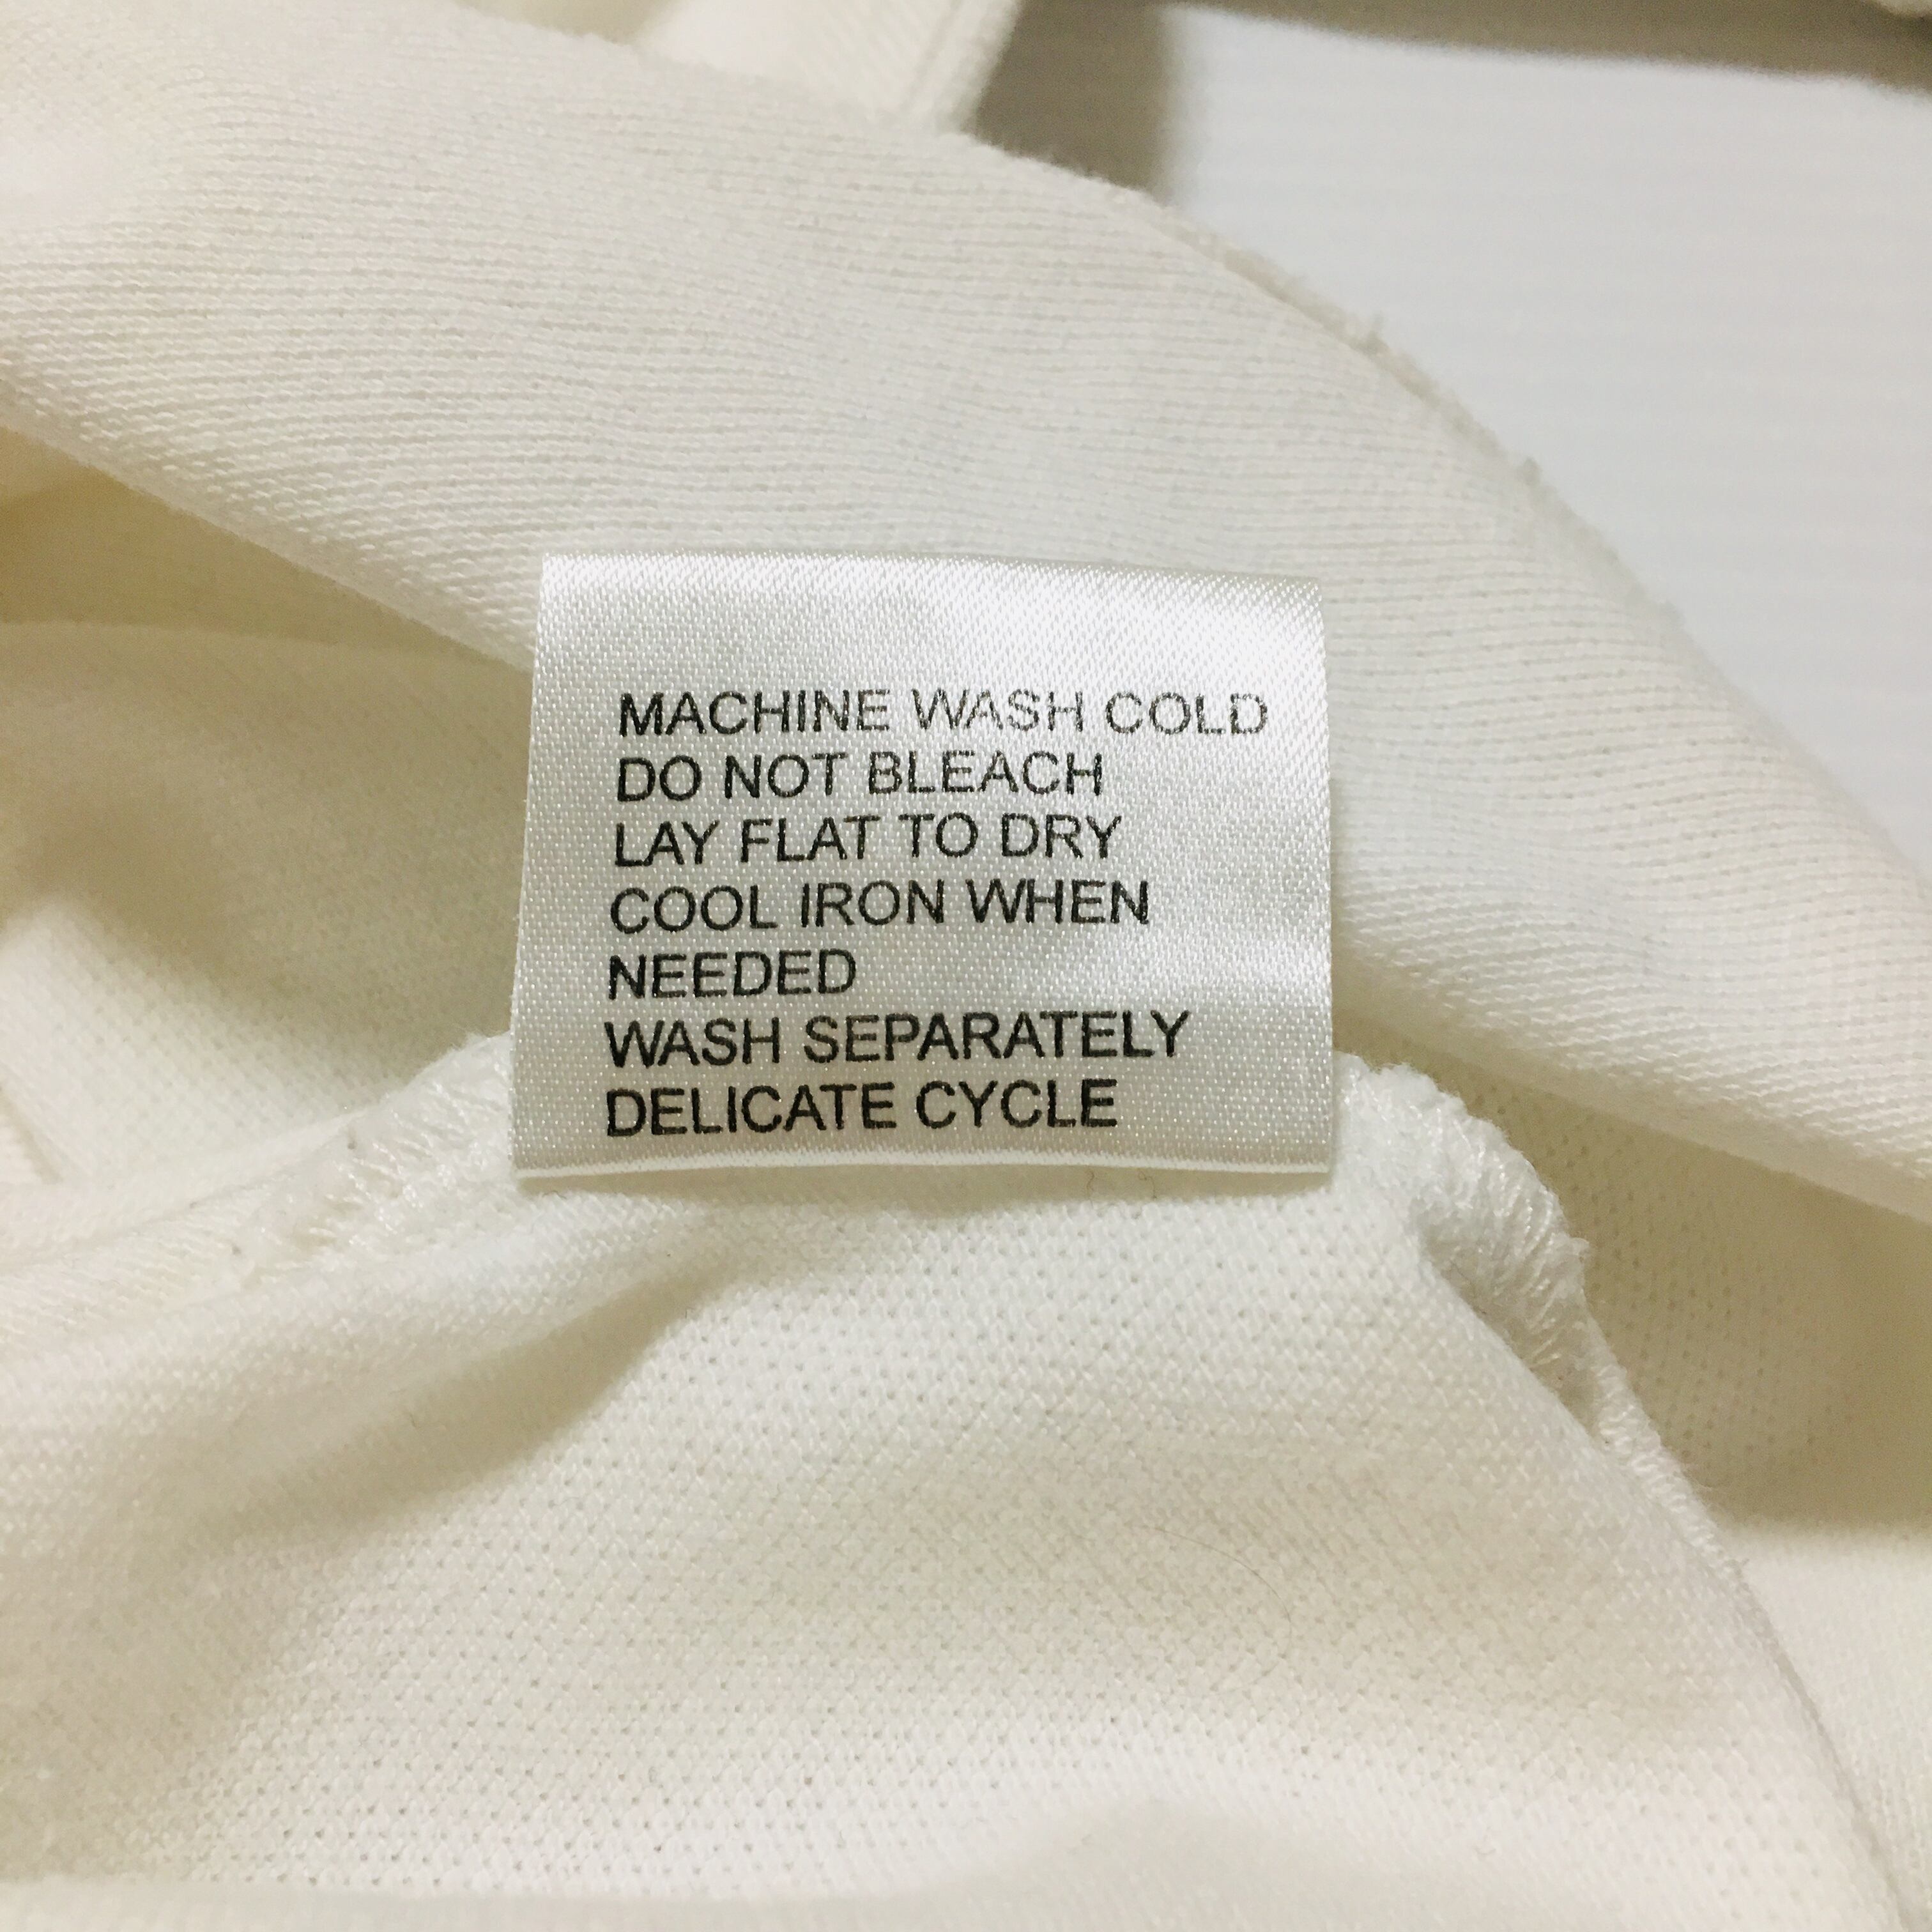 MACHINE WASH COLD
DO NOT BLEACH
LAY FLAT TO DRY
COOL IRON WHEN
NEEDED
WASH SEPARATELY
DELICATE CYCLE